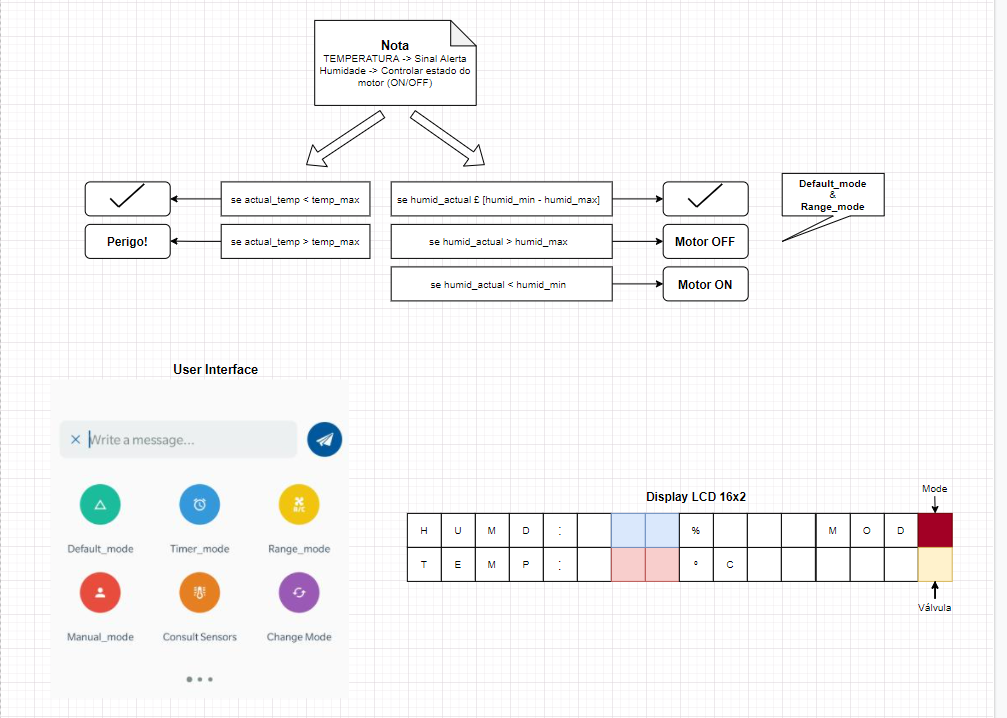 Nota
TEMPERATURA -> Sinal Alerta
Humidade -> Controlar estado do
motor (ON/OFF)
se actual_temp < temp_max
se humid_actual £ [humid_min - humid_max]
Default_mode
&
Range_mode
Perigo!
se actual_temp > temp_max
se humid_actual > humid_max
Motor OFF
se humid_actual < humid_min
Motor ON
User Interface
Write a message...
Default_mode
Timer_mode
Range_mode
Manual_mode
Consult Sensors
Change Mode
Display LCD 16x2
Mode
H U M D : % M O D
T E M P : º C
Válvula